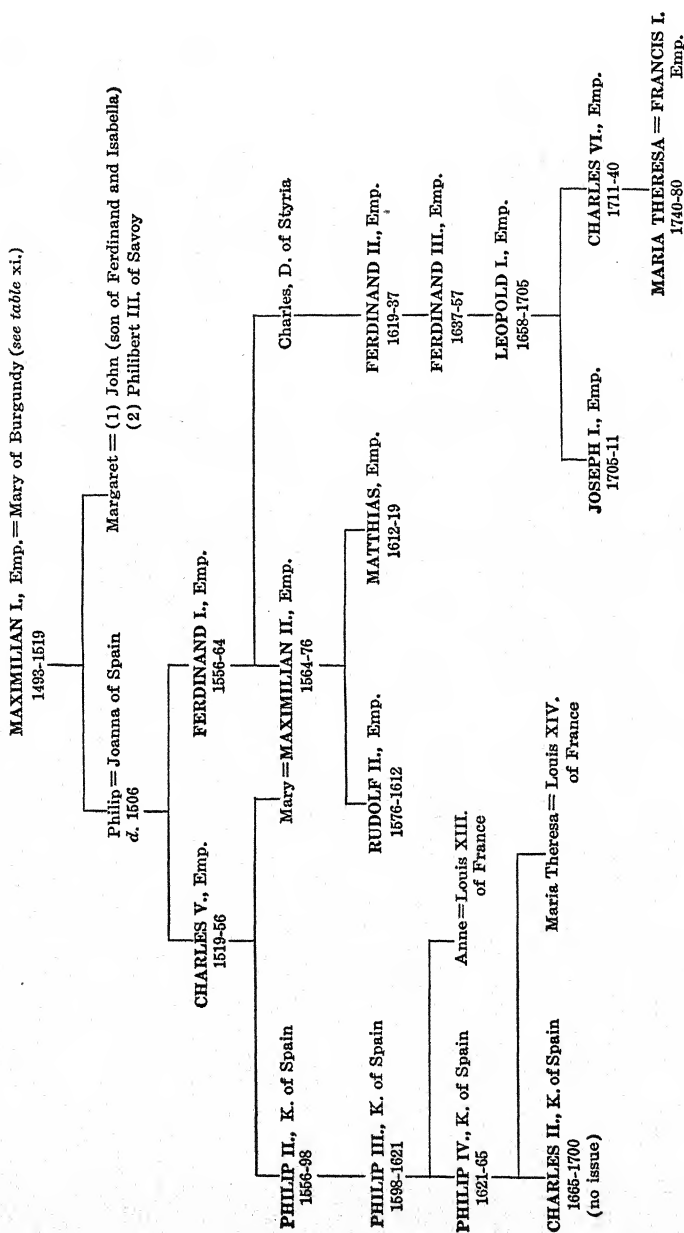 MAXIMILIAN I., Emp. = Mary of Burgundy (see table xi.)
1493-1519
Philip = Joanna of Spain
d. 1506
Margaret = (1) John (son of Ferdinand and Isabella)
(2) Philibert III. of Savoy
CHARLES V., Emp.
1519-56
FERDINAND I., Emp.
1556-64
PHILIP II., K. of Spain
1556-98
Mary = MAXIMILIAN II., Emp.
1564-76
Charles, D. of Styria
PHILIP III., K. of Spain
1598-1621
RUDOLF II., Emp.
1576-1612
MATTHIAS, Emp.
1612-19
FERDINAND II., Emp.
1619-37
PHILIP IV., K. of Spain
1621-65
Anne = Louis XIII.
of France
FERDINAND III., Emp.
1637-57
CHARLES II., K. of Spain
1665-1700
(no issue)
Maria Theresa = Louis XIV.
of France
LEOPOLD I., Emp.
1658-1705
JOSEPH I., Emp.
1705-11
CHARLES VI., Emp.
1711-40
MARIA THERESA = FRANCIS I.
1740-80
Emp.